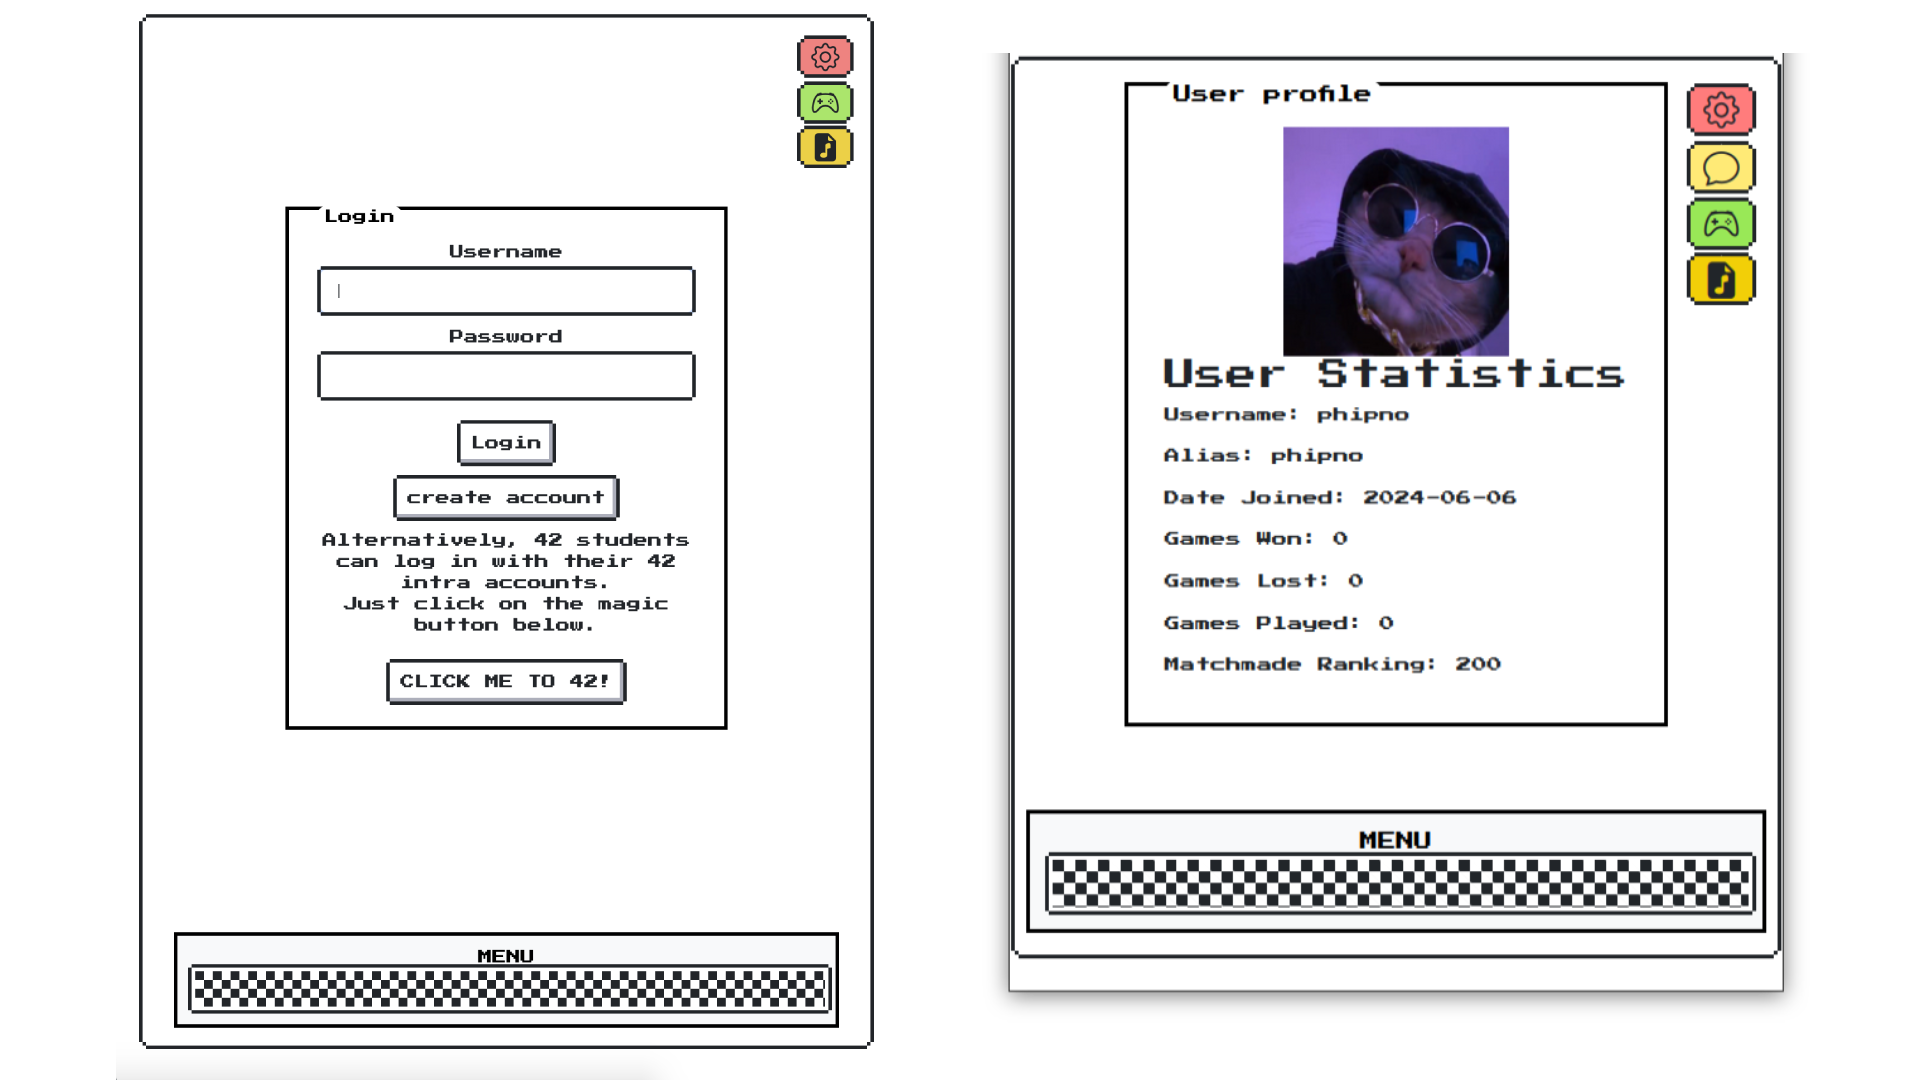 Login
Username
Password
Login
create account
Alternatively, 42 students
can log in with their 42
intra accounts.
Just click on the magic
button below.
CLICK ME TO 42!
MENU
User profile
User Statistics
Username: phipno
Alias: phipno
Date Joined: 2024-06-06
Games Won: 0
Games Lost: 0
Games Played: 0
Matchmade Ranking: 200
MENU